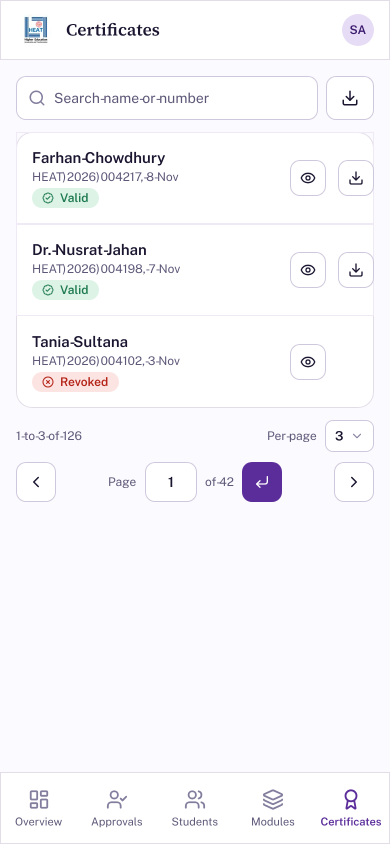 HEAT
Certificates
SA
Search-name-or-number
Farhan-Chowdhury
HEAT)2026)004217,-8-Nov
Valid
Dr.-Nusrat-Jahan
HEAT)2026)004198,-7-Nov
Valid
Tania-Sultana
HEAT)2026)004102,-3-Nov
Revoked
1-to-3-of-126
Per-page
3
Page
1
of-42
Overview
Approvals
Students
Modules
Certificates